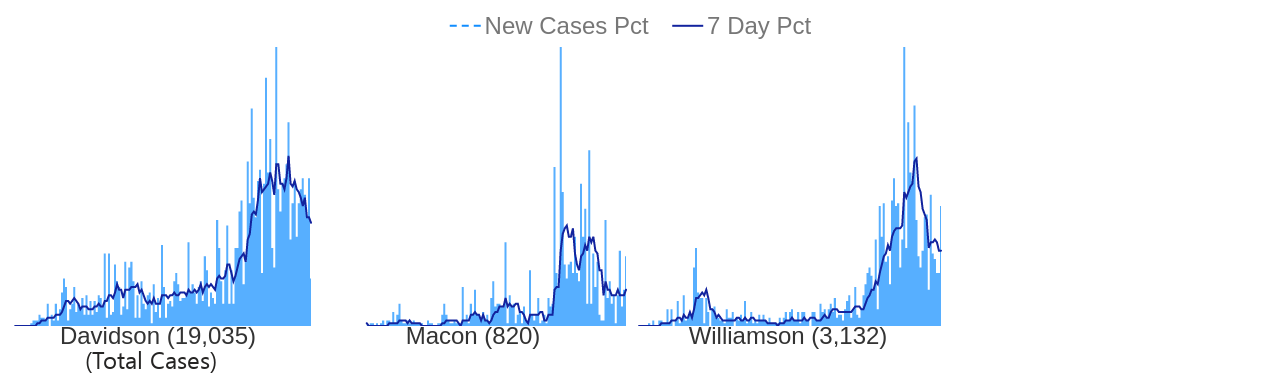 New Cases Pct 7 Day Pct
Davidson (19,035) Macon (820) Williamson (3,132)
(Total Cases)